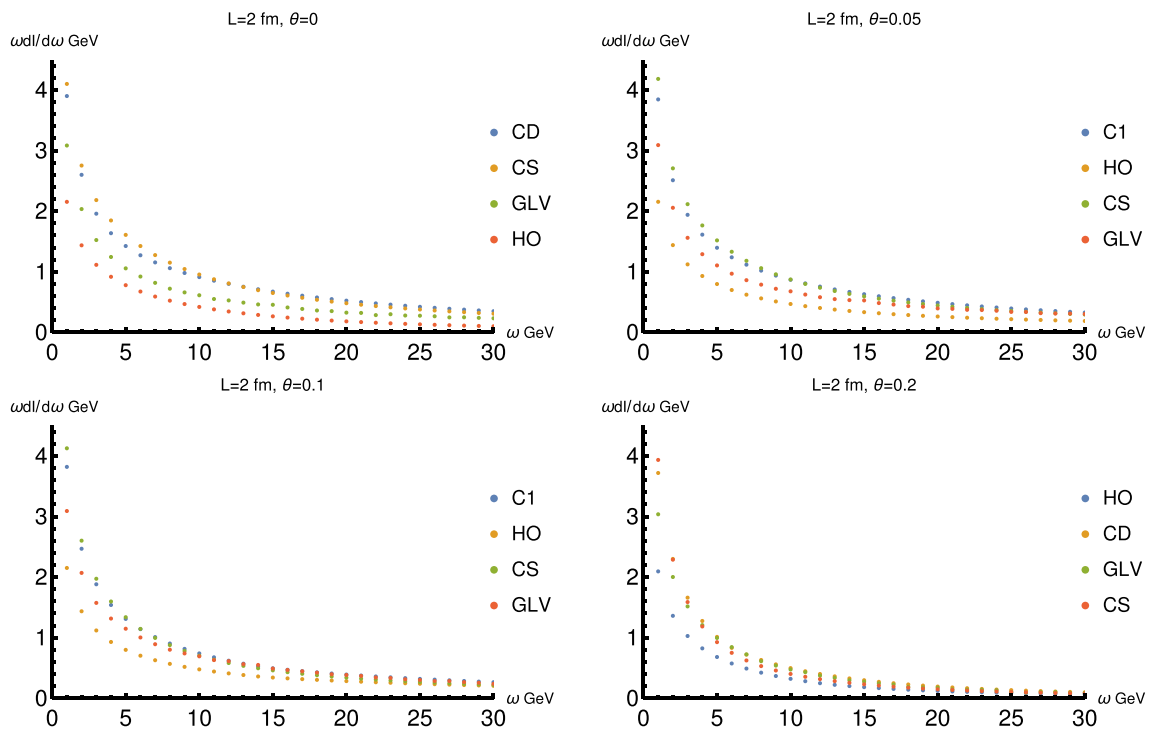 L=2 fm, θ=0
ωdI/dω GeV
4
3
2
1
0
0 5 10 15 20 25 30
ω GeV
CD
CS
GLV
HO
L=2 fm, θ=0.05
ωdI/dω GeV
4
3
2
1
0
0 5 10 15 20 25 30
ω GeV
C1
HO
CS
GLV
L=2 fm, θ=0.1
ωdI/dω GeV
4
3
2
1
0
0 5 10 15 20 25 30
ω GeV
C1
HO
CS
GLV
L=2 fm, θ=0.2
ωdI/dω GeV
4
3
2
1
0
0 5 10 15 20 25 30
ω GeV
HO
CD
GLV
CS